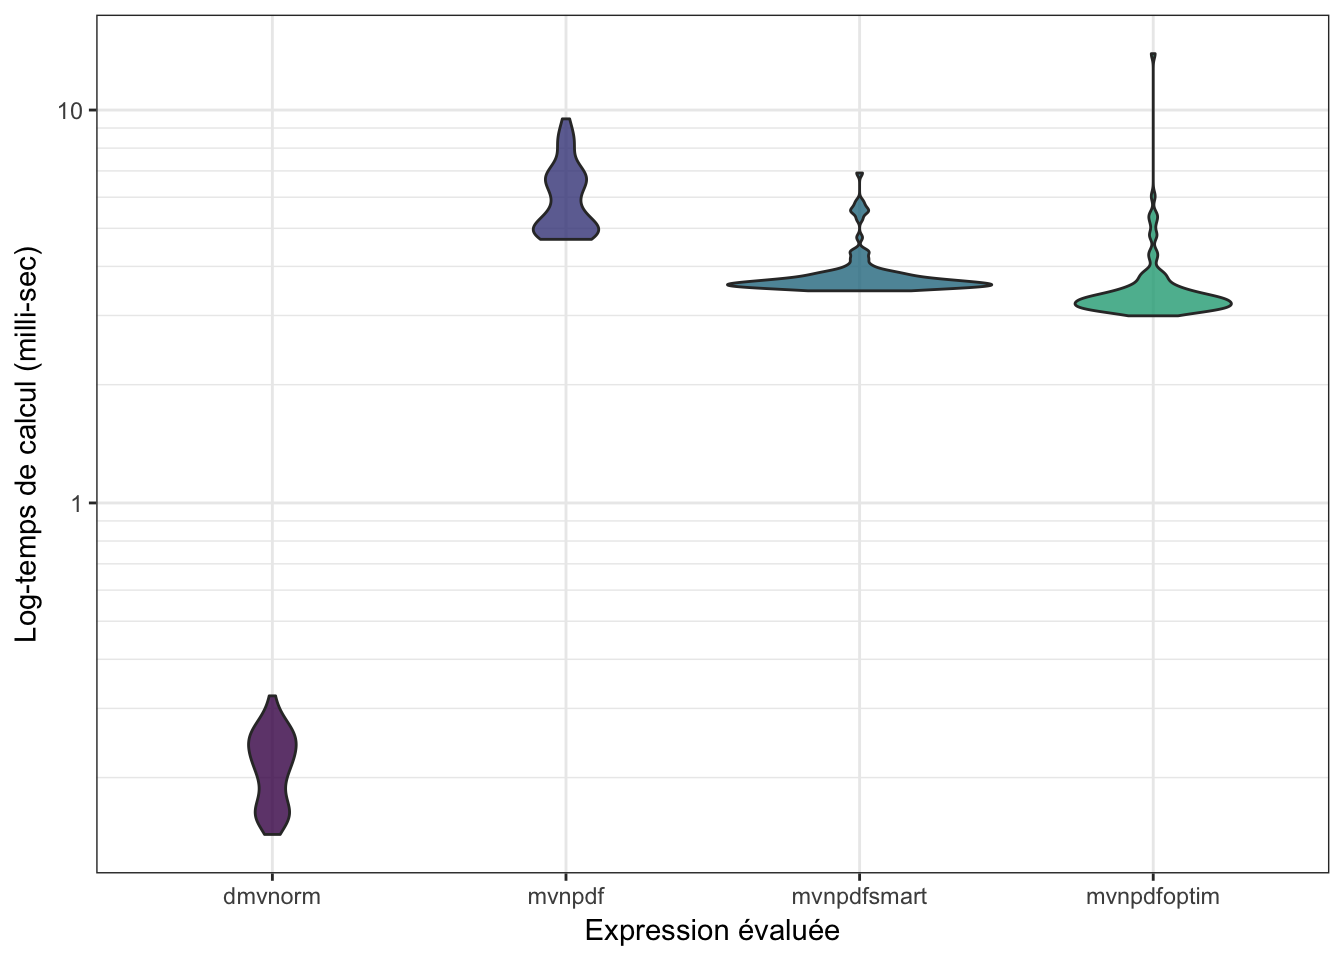 Log-temps de calcul (milli-sec)
10
1
dmvnorm mvnpdf mvnpdfsmart mvnpdfoptim
Expression évaluée